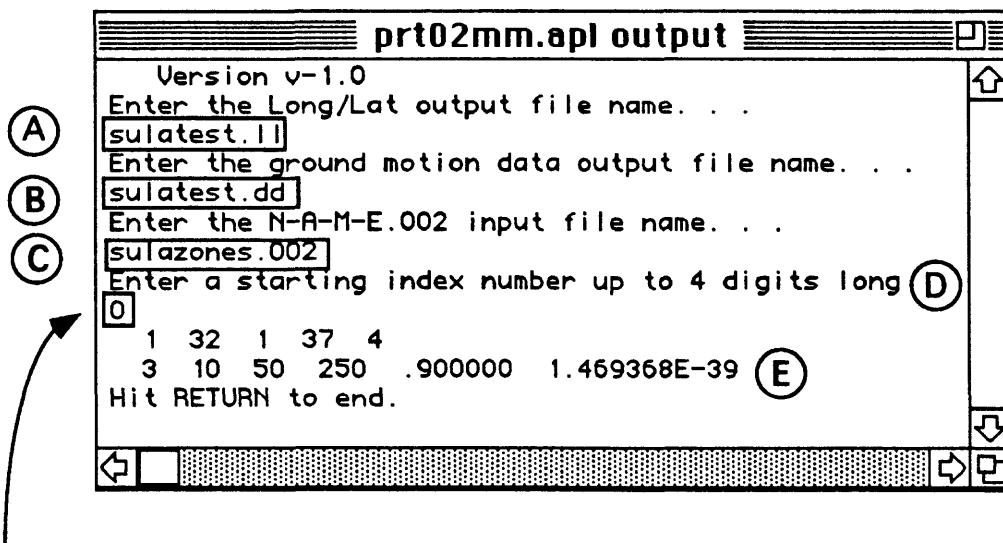 prt02mm.apl output
Version v-1.0
Enter the Long/Lat output file name. . .
A
sulatest.ll
Enter the ground motion data output file name. . .
B
sulatest.dd
Enter the N-A-M-E.002 input file name. . .
C
sulazones.002
Enter a starting index number up to 4 digits long
D
0
1 32 1 37 4
3 10 50 250 .900000 1.469368E-39
E
Hit RETURN to end.